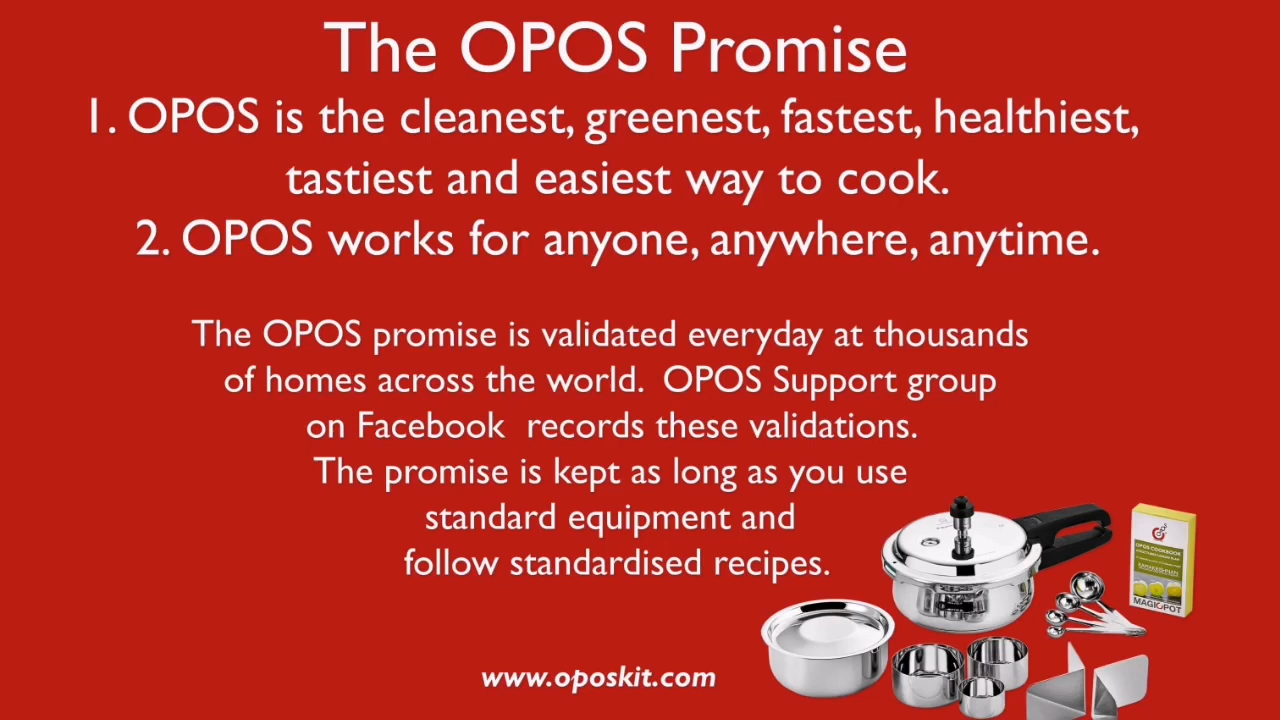 The OPOS Promise
1. OPOS is the cleanest, greenest, fastest, healthiest,
tastiest and easiest way to cook.
2. OPOS works for anyone, anywhere, anytime.
The OPOS promise is validated everyday at thousands
of homes across the world. OPOS Support group
on Facebook records these validations.
The promise is kept as long as you use
standard equipment and
follow standardised recipes.
OPOS COOKBOOK
RAMAKRISHNAN
MAGICPOT
www.oposkit.com